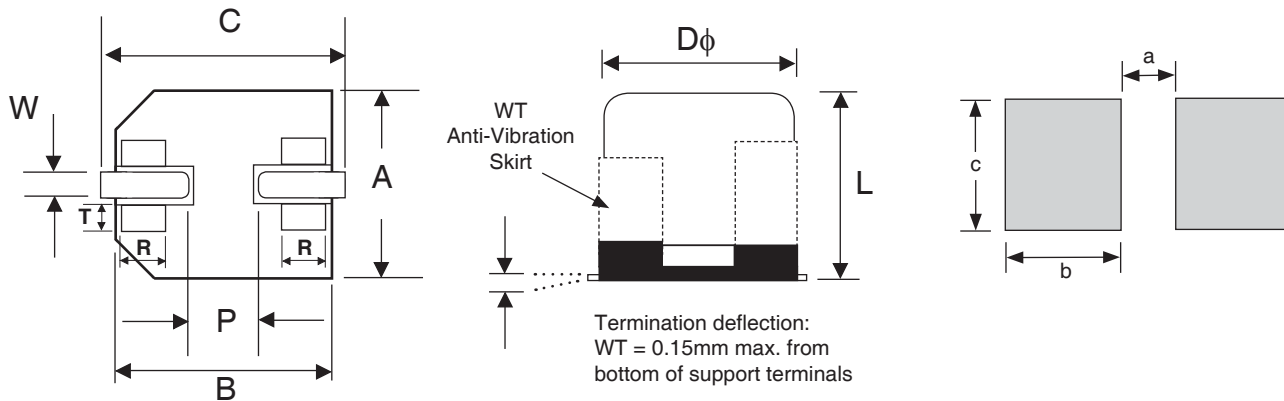 C
W
A
T
R
R
P
B
Dϕ
WT
Anti-Vibration
Skirt
L
Termination deflection:
WT = 0.15mm max. from
bottom of support terminals
a
c
b